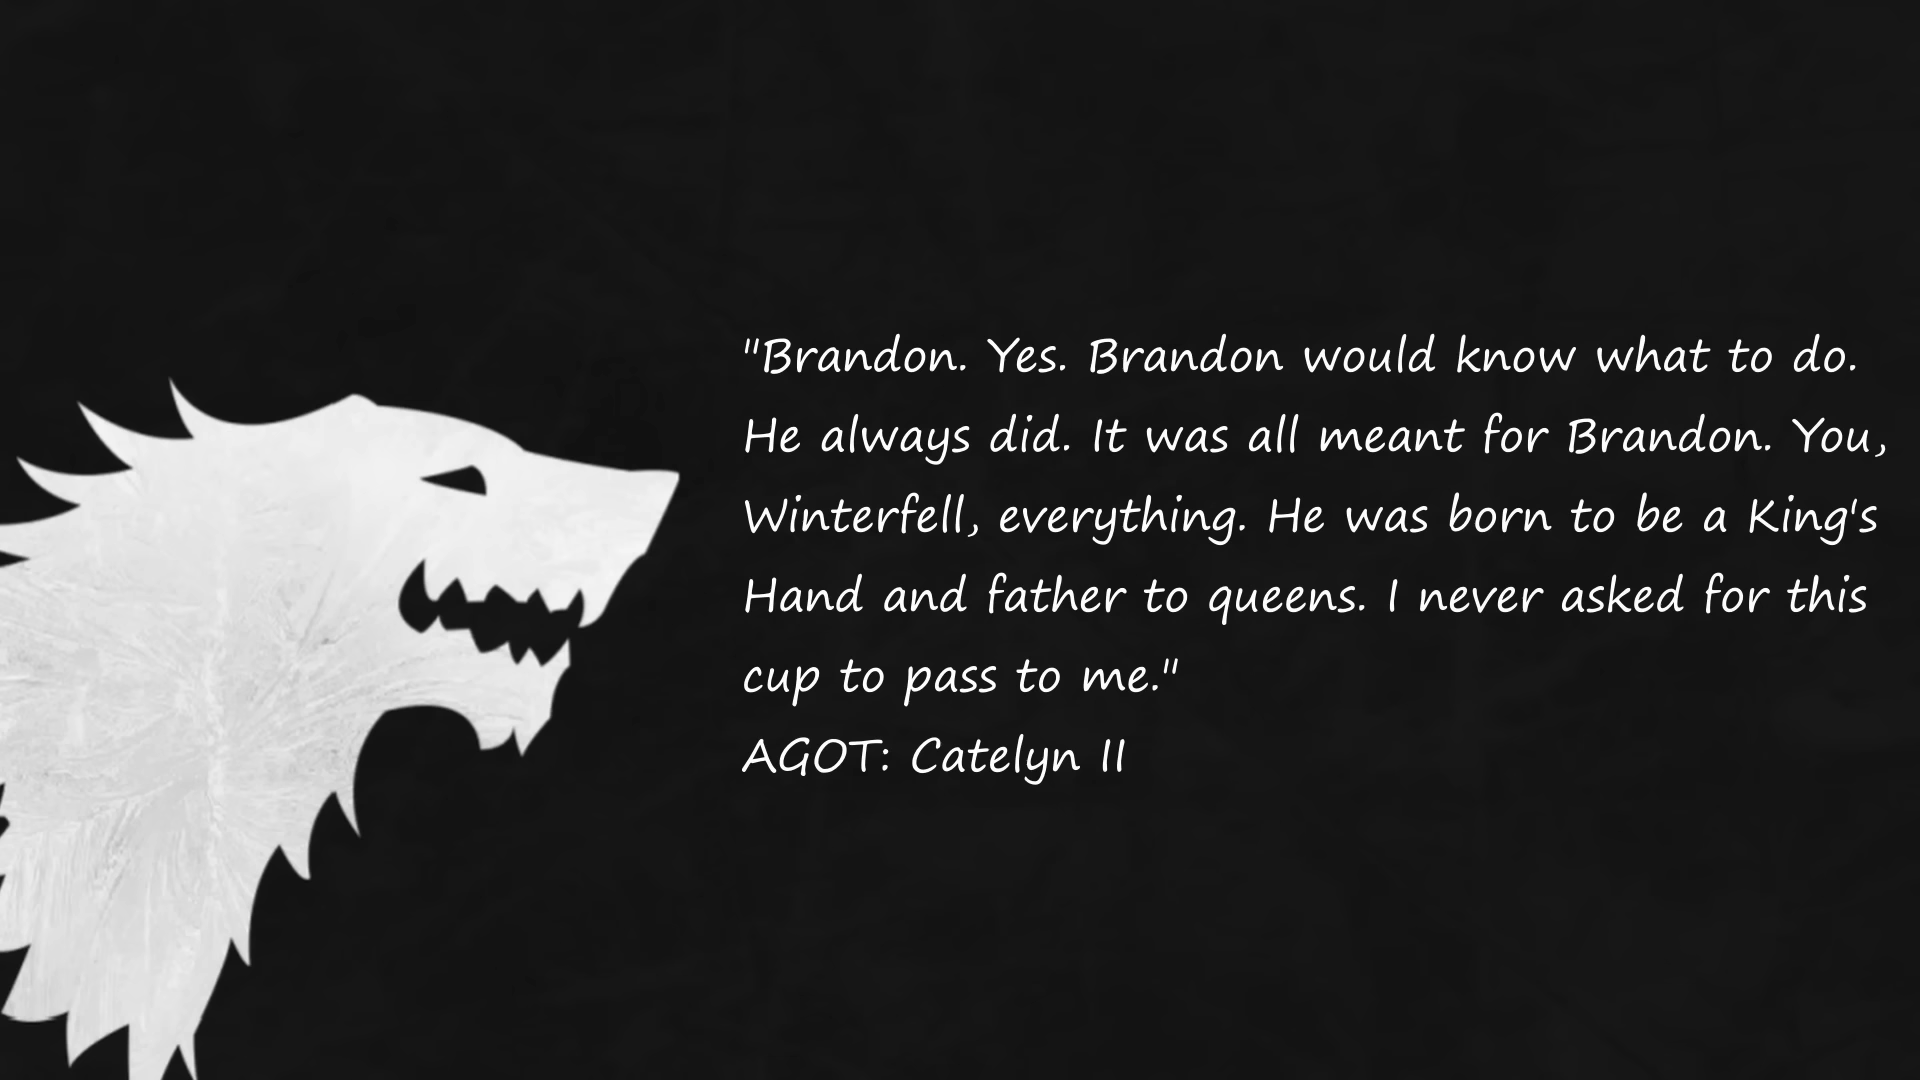 "Brandon. Yes. Brandon would know what to do.
He always did. It was all meant for Brandon. You,
Winterfell, everything. He was born to be a King's
Hand and father to queens. I never asked for this
cup to pass to me."
AGOT: Catelyn II